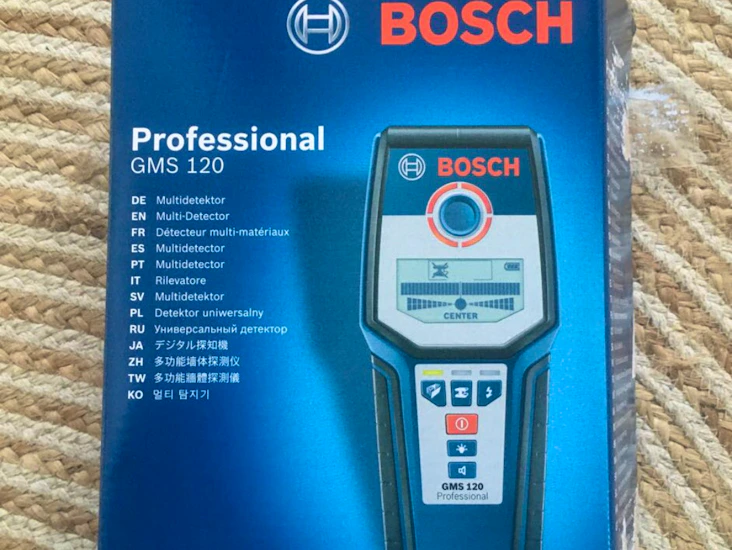 BOSCH
Professional
GMS 120
DE Multidetektor
EN Multi-Detector
FR Détecteur multi-matériaux
ES Multidetector
PT Multidetector
IT Rilevatore
SV Multidetektor
PL Detektor uniwersalny
RU Универсальный детектор
JA デジタル探知機
ZH 多功能墙体探测仪
TW 多功能牆體探測儀
KO 멀티 탐지기
BOSCH
CENTER
GMS 120
Professional